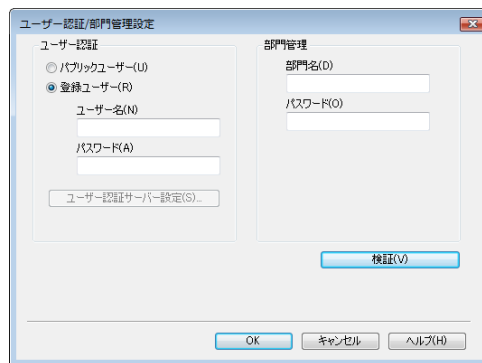 ユーザー認証/部門管理設定
ユーザー認証
パブリックユーザー(U)
登録ユーザー(R)
ユーザー名(N)
パスワード(A)
ユーザー認証サーバー設定(S)...
部門管理
部門名(D)
パスワード(O)
検証(V)
OK
キャンセル
ヘルプ(H)